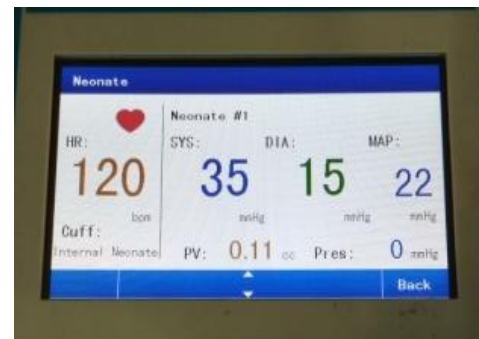 Neonate
Neonate #1
HR:
SYS: DIA: MAP:
120 35 15 22
bpm mmHg mmHg mmHg
Cuff:
Internal Neonate
PV: 0.11 cc Pres: 0 mmHg
Back